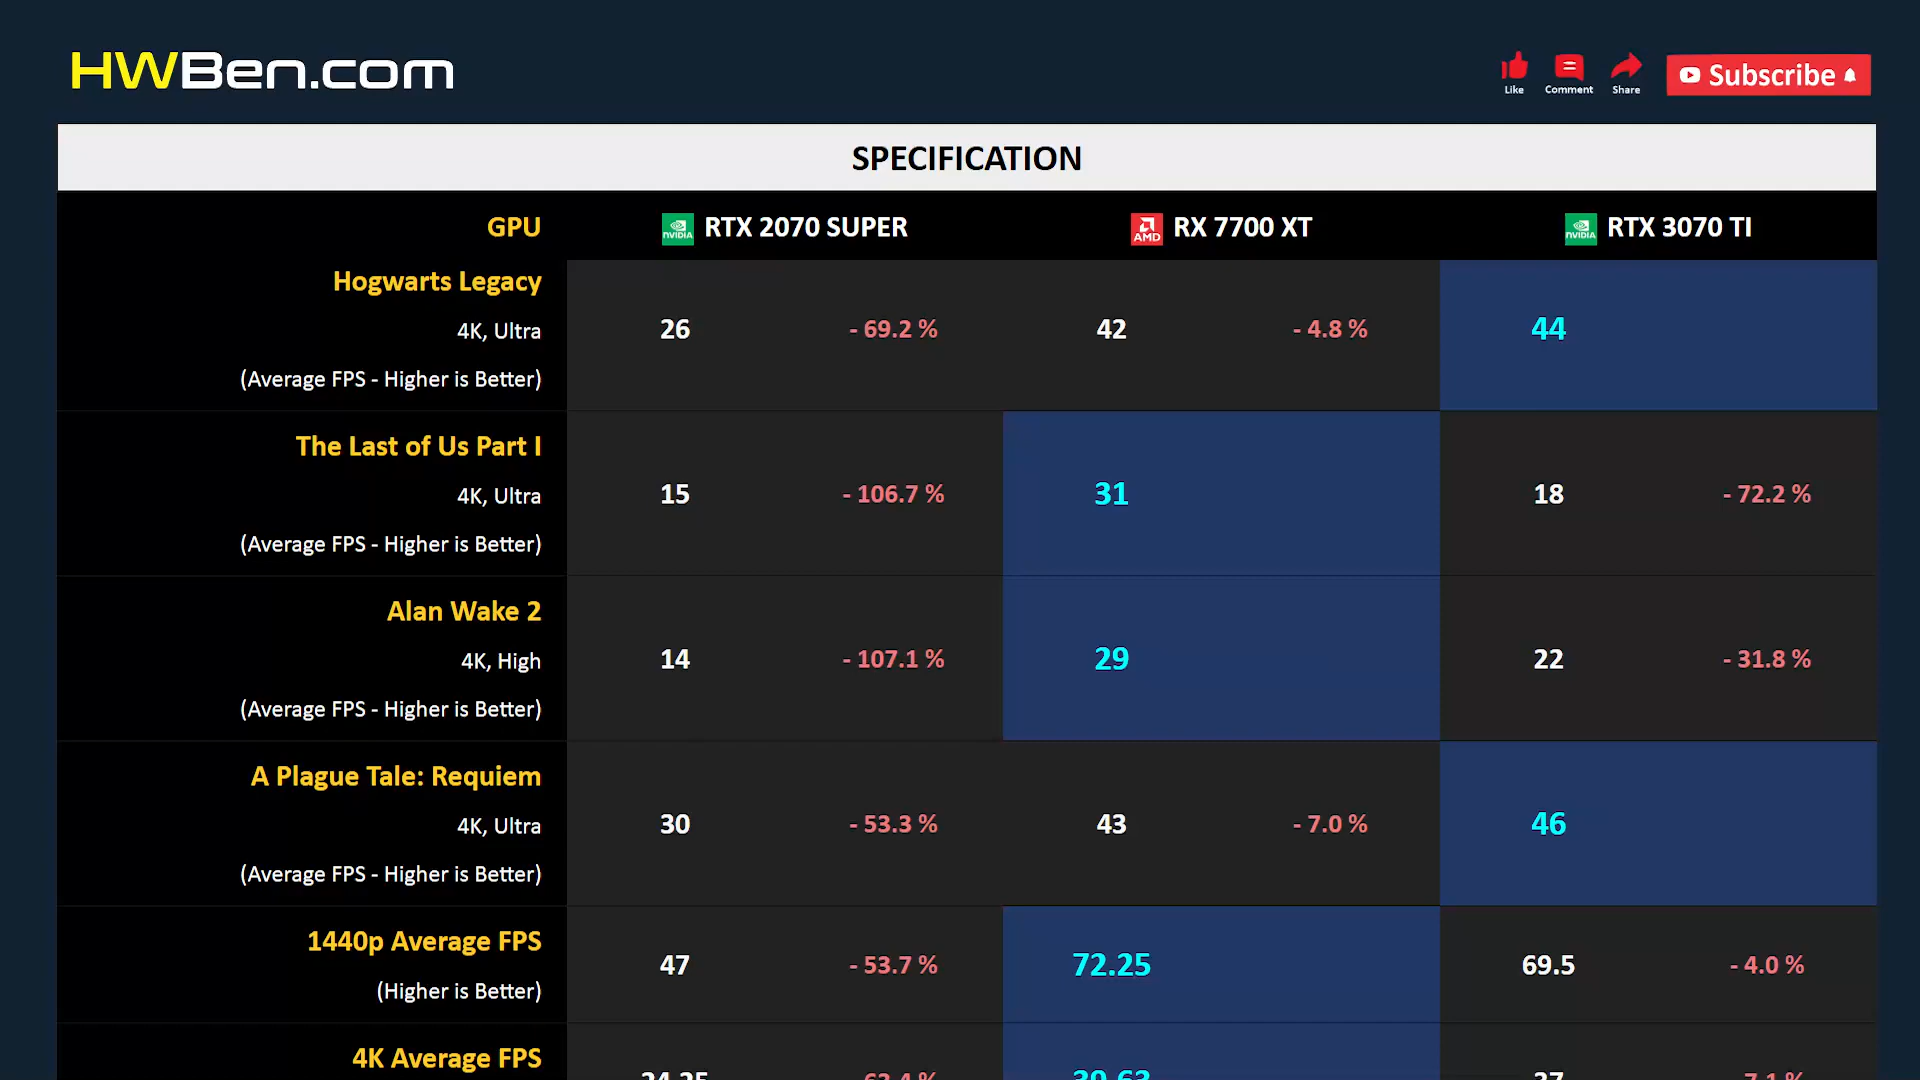 HWBen.com
Like
Comment
Share
Subscribe
SPECIFICATION
GPU NVIDIA RTX 2070 SUPER AMD RX 7700 XT NVIDIA RTX 3070 TI
Hogwarts Legacy
4K, Ultra 26 - 69.2 % 42 - 4.8 % 44
(Average FPS - Higher is Better)
The Last of Us Part I
4K, Ultra 15 - 106.7 % 31 18 - 72.2 %
(Average FPS - Higher is Better)
Alan Wake 2
4K, High 14 - 107.1 % 29 22 - 31.8 %
(Average FPS - Higher is Better)
A Plague Tale: Requiem
4K, Ultra 30 - 53.3 % 43 - 7.0 % 46
(Average FPS - Higher is Better)
1440p Average FPS
47 - 53.7 % 72.25 69.5 - 4.0 %
(Higher is Better)
4K Average FPS